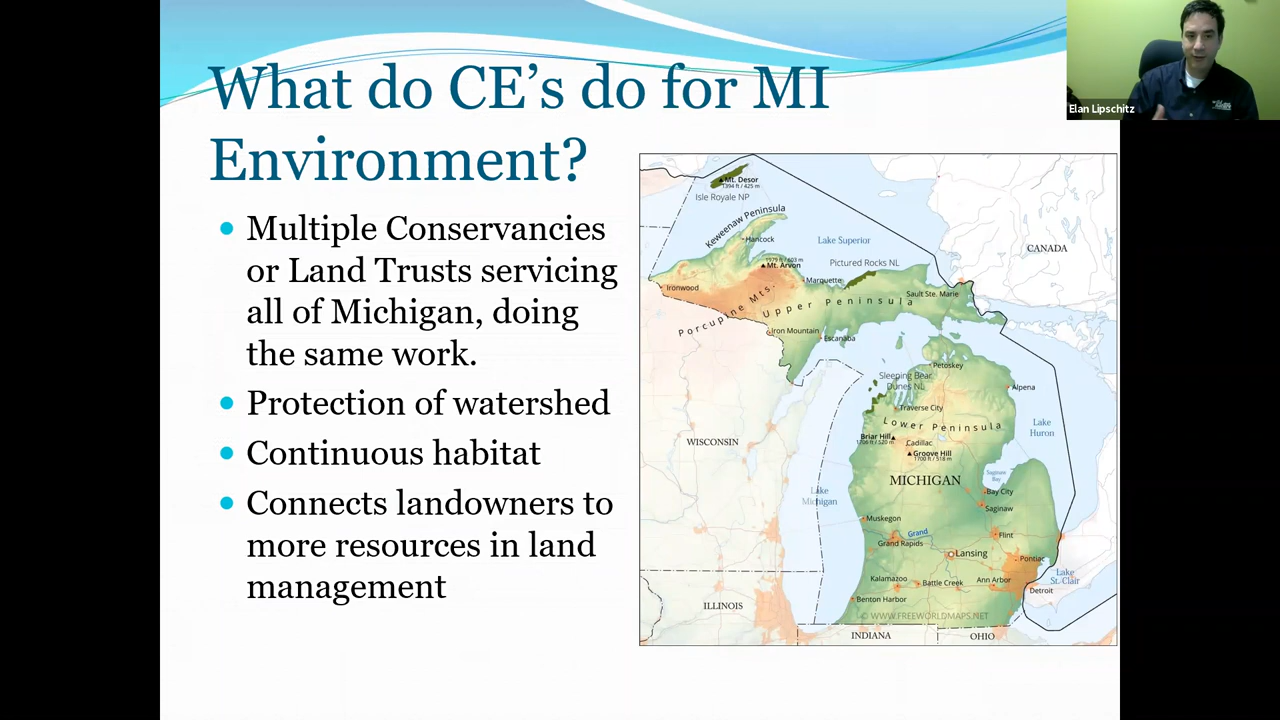 What do CE's do for MI
Environment?
Elan Lipschitz
Multiple Conservancies
or Land Trusts servicing
all of Michigan, doing
the same work.
Protection of watershed
Continuous habitat
Connects landowners to
more resources in land
management
Mt. Desor
1394 ft / 425 m
Isle Royale NP
Keweenaw Peninsula
Hancock
Lake Superior
CANADA
1979 ft / 603 m
Mt. Arvon
Pictured Rocks NL
Ironwood
Marquette
Sault Ste. Marie
Porcupine Mts.
Upper Peninsula
Iron Mountain
Escanaba
Petoskey
Sleeping Bear
Dunes NL
Alpena
Traverse City
Lake
Huron
Lower Peninsula
WISCONSIN
Briar Hill
1706 ft / 520 m
Cadillac
Groove Hill
1700 ft / 518 m
Saginaw
Bay
MICHIGAN
Lake
Michigan
Bay City
Saginaw
Muskegon
Grand
Flint
Grand Rapids
Lansing
Pontiac
Lake
St. Clair
Kalamazoo
Battle Creek
Ann Arbor
Detroit
Benton Harbor
ILLINOIS
© WWW.FREEWORLDMAPS.NET
INDIANA
OHIO